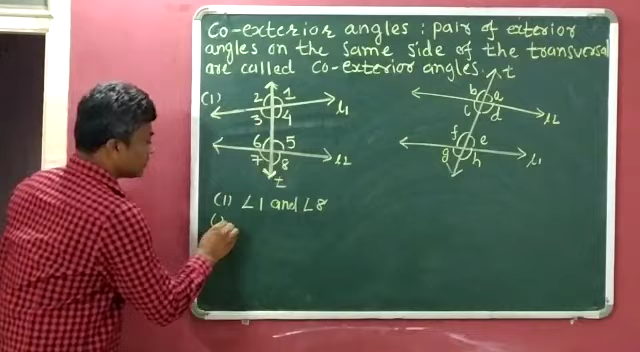 Co-exterior angles : pair of exterior
angles on the same side of the transversal
are called co-exterior angles.
(1)
2 1
3 4
l1
6 5
7 8
l2
t
t
b a
c d
l2
f e
g h
l1
(1) ∠1 and ∠8
(